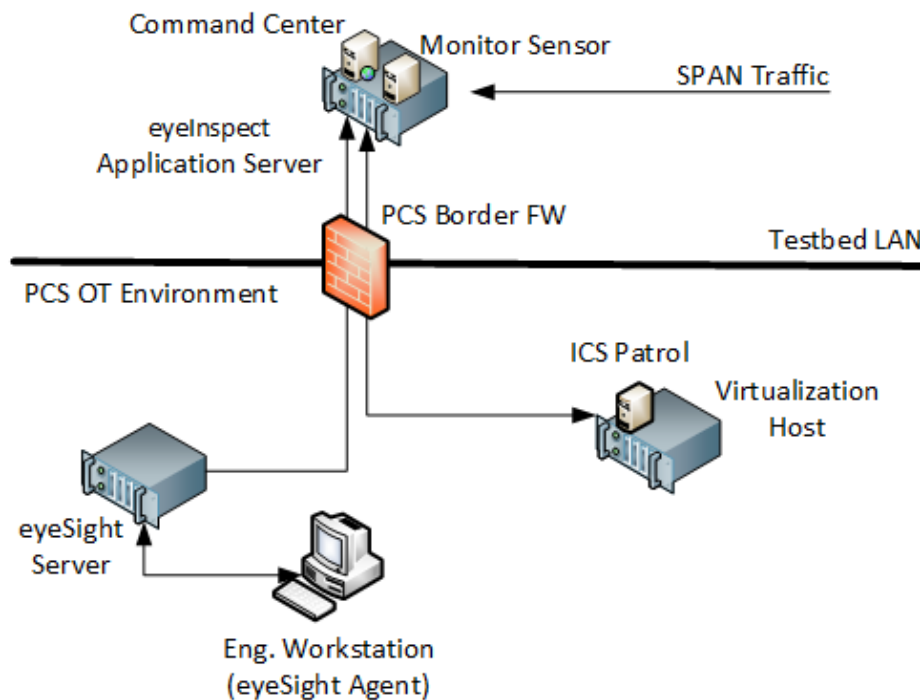 Command Center
Monitor Sensor
SPAN Traffic
eyeInspect
Application Server
PCS Border FW
Testbed LAN
PCS OT Environment
ICS Patrol
Virtualization
Host
eyeSight
Server
Eng. Workstation
(eyeSight Agent)